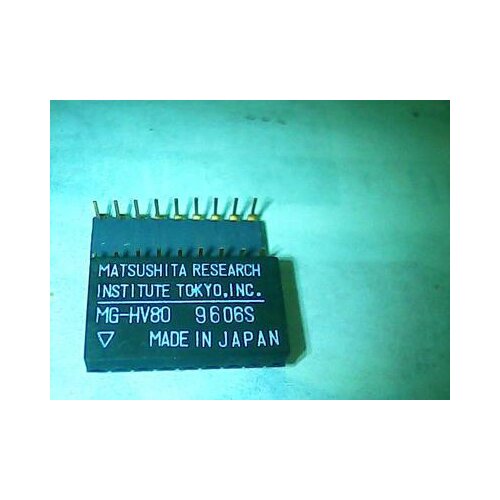 MATSUSHITA RESEARCH
INSTITUTE TOKYO,INC.
MG-HV80 9606S
MADE IN JAPAN